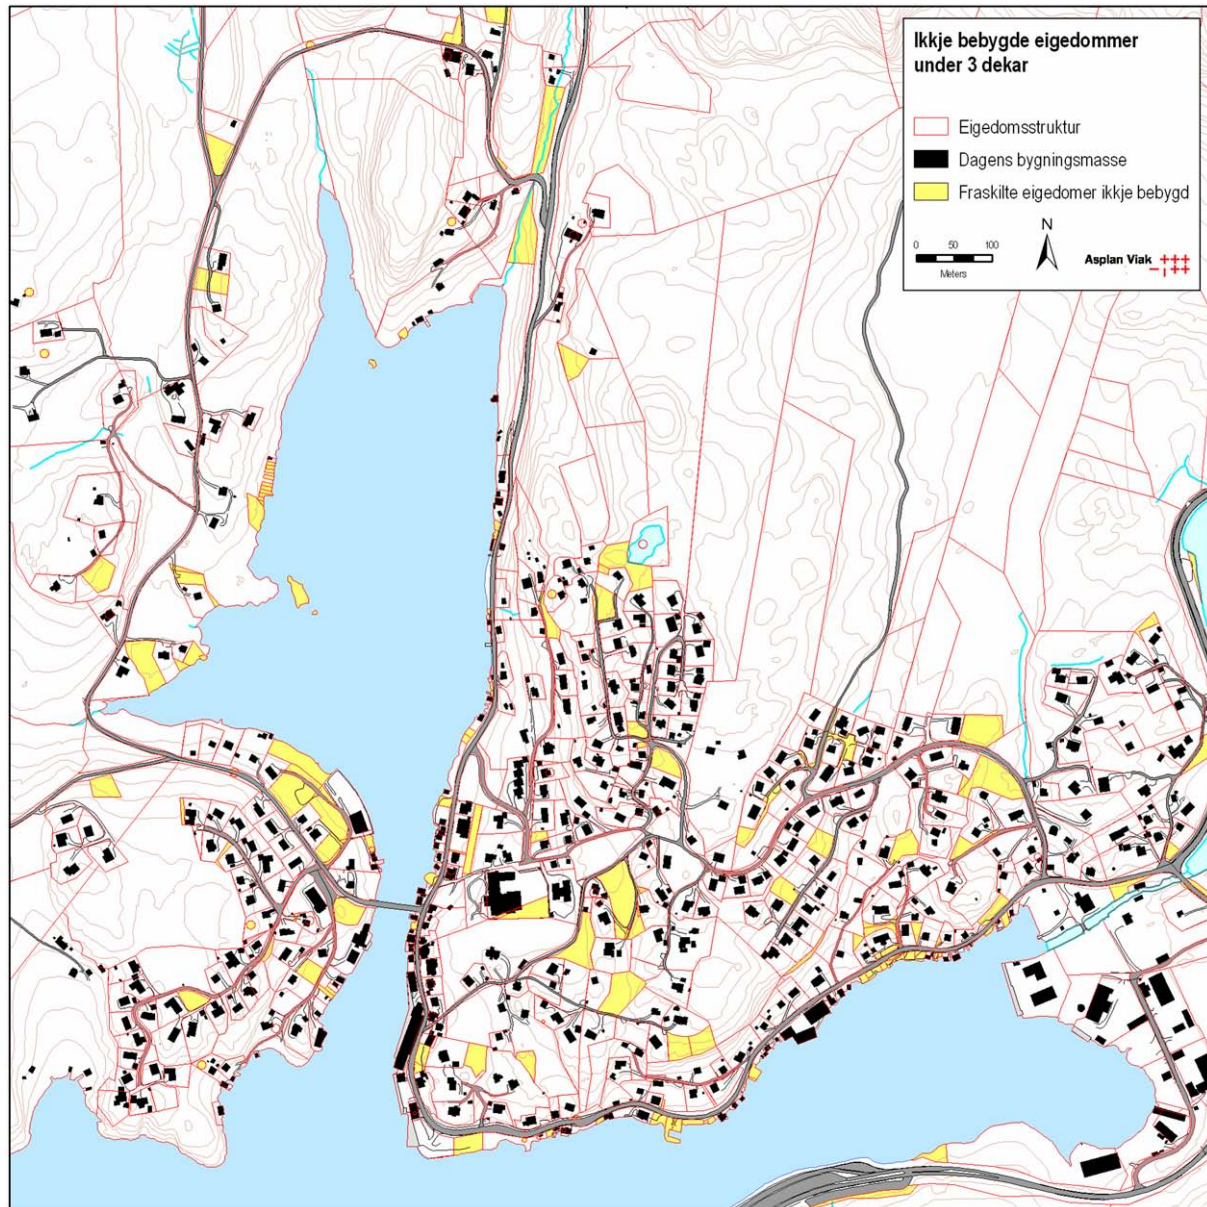 Ikkje bebygde eigedommer
under 3 dekar
Eigedomsstruktur
Dagens bygningsmasse
Fraskilte eigedomer ikkje bebygd
N
0 50 100
Meters
Asplan Viak